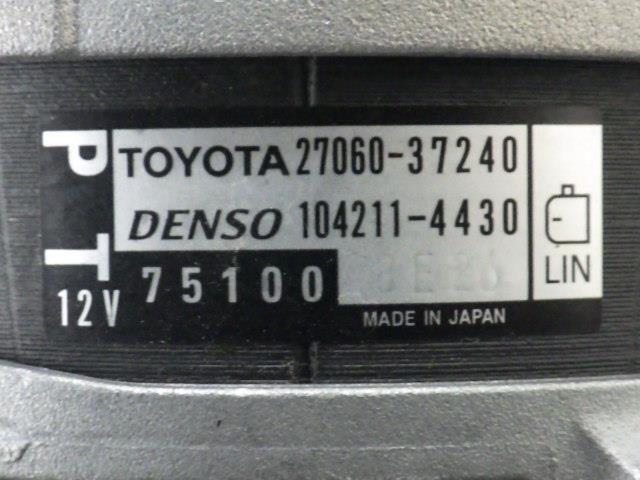 P TOYOTA 27060-37240
T DENSO 104211-4430
LIN
12V 75100
MADE IN JAPAN